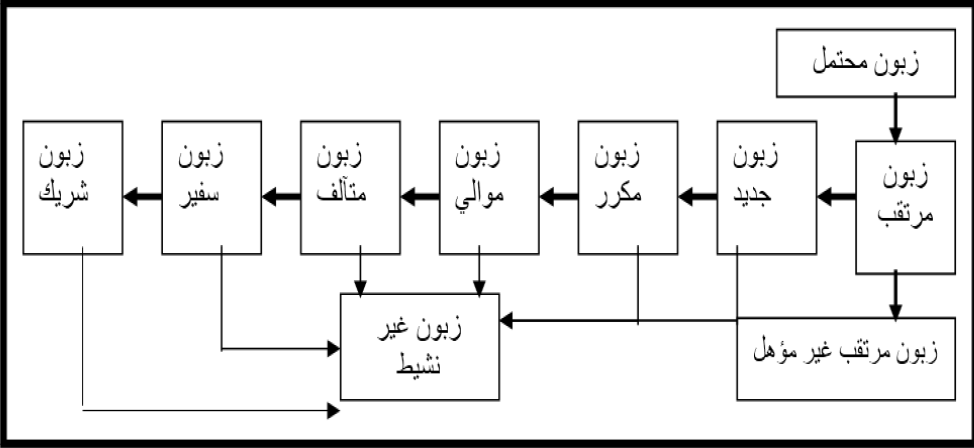 زبون محتمل
زبون
مرتقب
زبون
جديد
زبون
مكرر
زبون
موالي
زبون
متآلف
زبون
سفير
زبون
شريك
زبون غير
نشيط
زبون مرتقب غير مؤهل